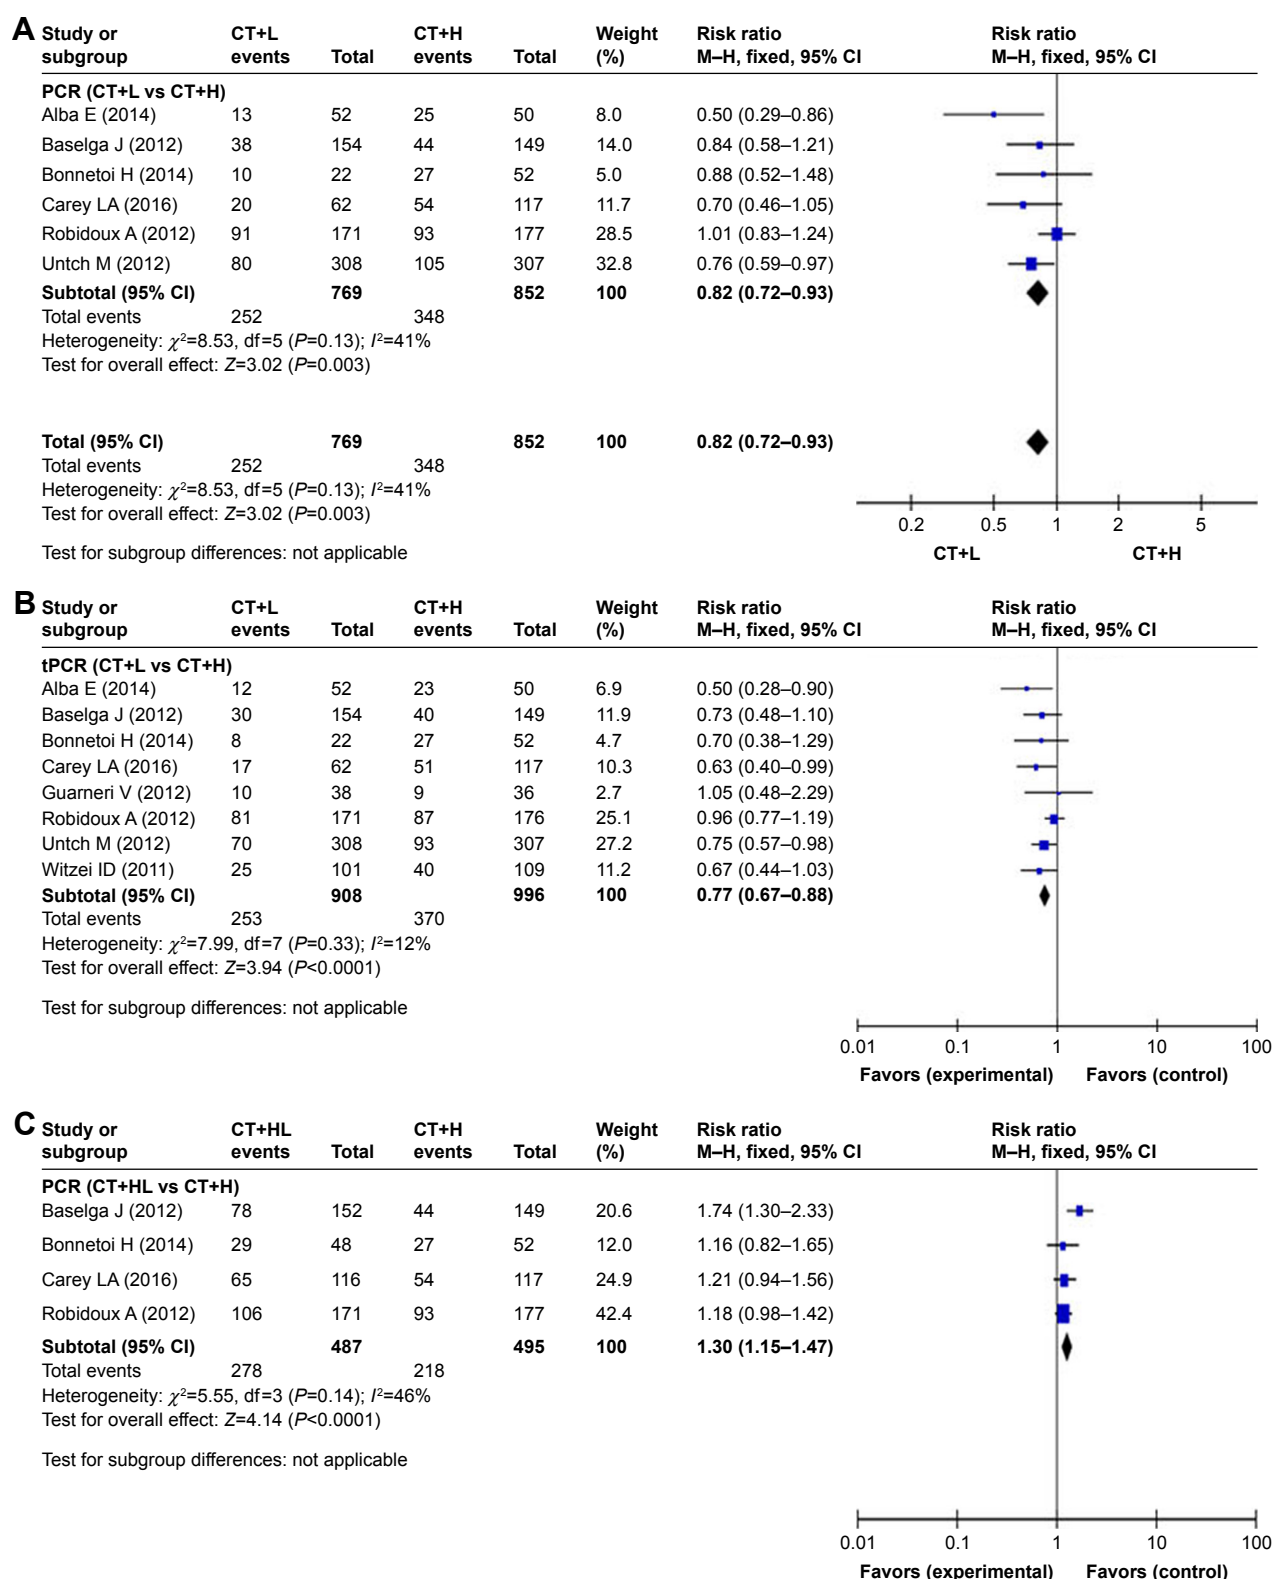 A Study or subgroup CT+L events Total CT+H events Total Weight (%) Risk ratio M–H, fixed, 95% CI Risk ratio M–H, fixed, 95% CI
PCR (CT+L vs CT+H)
Alba E (2014) 13 52 25 50 8.0 0.50 (0.29–0.86)
Baselga J (2012) 38 154 44 149 14.0 0.84 (0.58–1.21)
Bonnetoi H (2014) 10 22 27 52 5.0 0.88 (0.52–1.48)
Carey LA (2016) 20 62 54 117 11.7 0.70 (0.46–1.05)
Robidoux A (2012) 91 171 93 177 28.5 1.01 (0.83–1.24)
Untch M (2012) 80 308 105 307 32.8 0.76 (0.59–0.97)
Subtotal (95% CI) 769 852 100 0.82 (0.72–0.93)
Total events 252 348
Heterogeneity: χ²=8.53, df=5 (P=0.13); I²=41%
Test for overall effect: Z=3.02 (P=0.003)
Total (95% CI) 769 852 100 0.82 (0.72–0.93)
Total events 252 348
Heterogeneity: χ²=8.53, df=5 (P=0.13); I²=41%
Test for overall effect: Z=3.02 (P=0.003)
0.2 0.5 1 2 5
Test for subgroup differences: not applicable CT+L CT+H
B Study or subgroup CT+L events Total CT+H events Total Weight (%) Risk ratio M–H, fixed, 95% CI Risk ratio M–H, fixed, 95% CI
tPCR (CT+L vs CT+H)
Alba E (2014) 12 52 23 50 6.9 0.50 (0.28–0.90)
Baselga J (2012) 30 154 40 149 11.9 0.73 (0.48–1.10)
Bonnetoi H (2014) 8 22 27 52 4.7 0.70 (0.38–1.29)
Carey LA (2016) 17 62 51 117 10.3 0.63 (0.40–0.99)
Guarneri V (2012) 10 38 9 36 2.7 1.05 (0.48–2.29)
Robidoux A (2012) 81 171 87 176 25.1 0.96 (0.77–1.19)
Untch M (2012) 70 308 93 307 27.2 0.75 (0.57–0.98)
Witzei ID (2011) 25 101 40 109 11.2 0.67 (0.44–1.03)
Subtotal (95% CI) 908 996 100 0.77 (0.67–0.88)
Total events 253 370
Heterogeneity: χ²=7.99, df=7 (P=0.33); I²=12%
Test for overall effect: Z=3.94 (P<0.0001)
Test for subgroup differences: not applicable
0.01 0.1 1 10 100
Favors (experimental) Favors (control)
C Study or subgroup CT+HL events Total CT+H events Total Weight (%) Risk ratio M–H, fixed, 95% CI Risk ratio M–H, fixed, 95% CI
PCR (CT+HL vs CT+H)
Baselga J (2012) 78 152 44 149 20.6 1.74 (1.30–2.33)
Bonnetoi H (2014) 29 48 27 52 12.0 1.16 (0.82–1.65)
Carey LA (2016) 65 116 54 117 24.9 1.21 (0.94–1.56)
Robidoux A (2012) 106 171 93 177 42.4 1.18 (0.98–1.42)
Subtotal (95% CI) 487 495 100 1.30 (1.15–1.47)
Total events 278 218
Heterogeneity: χ²=5.55, df=3 (P=0.14); I²=46%
Test for overall effect: Z=4.14 (P<0.0001)
Test for subgroup differences: not applicable
0.01 0.1 1 10 100
Favors (experimental) Favors (control)